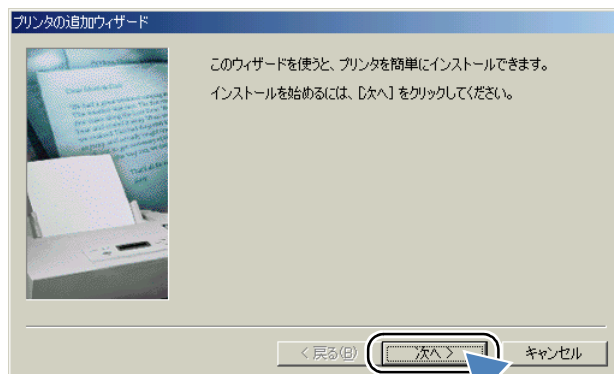 プリンタの追加ウィザード
このウィザードを使うと、プリンタを簡単にインストールできます。
インストールを始めるには、[次へ] をクリックしてください。
< 戻る(B)
次へ >
キャンセル